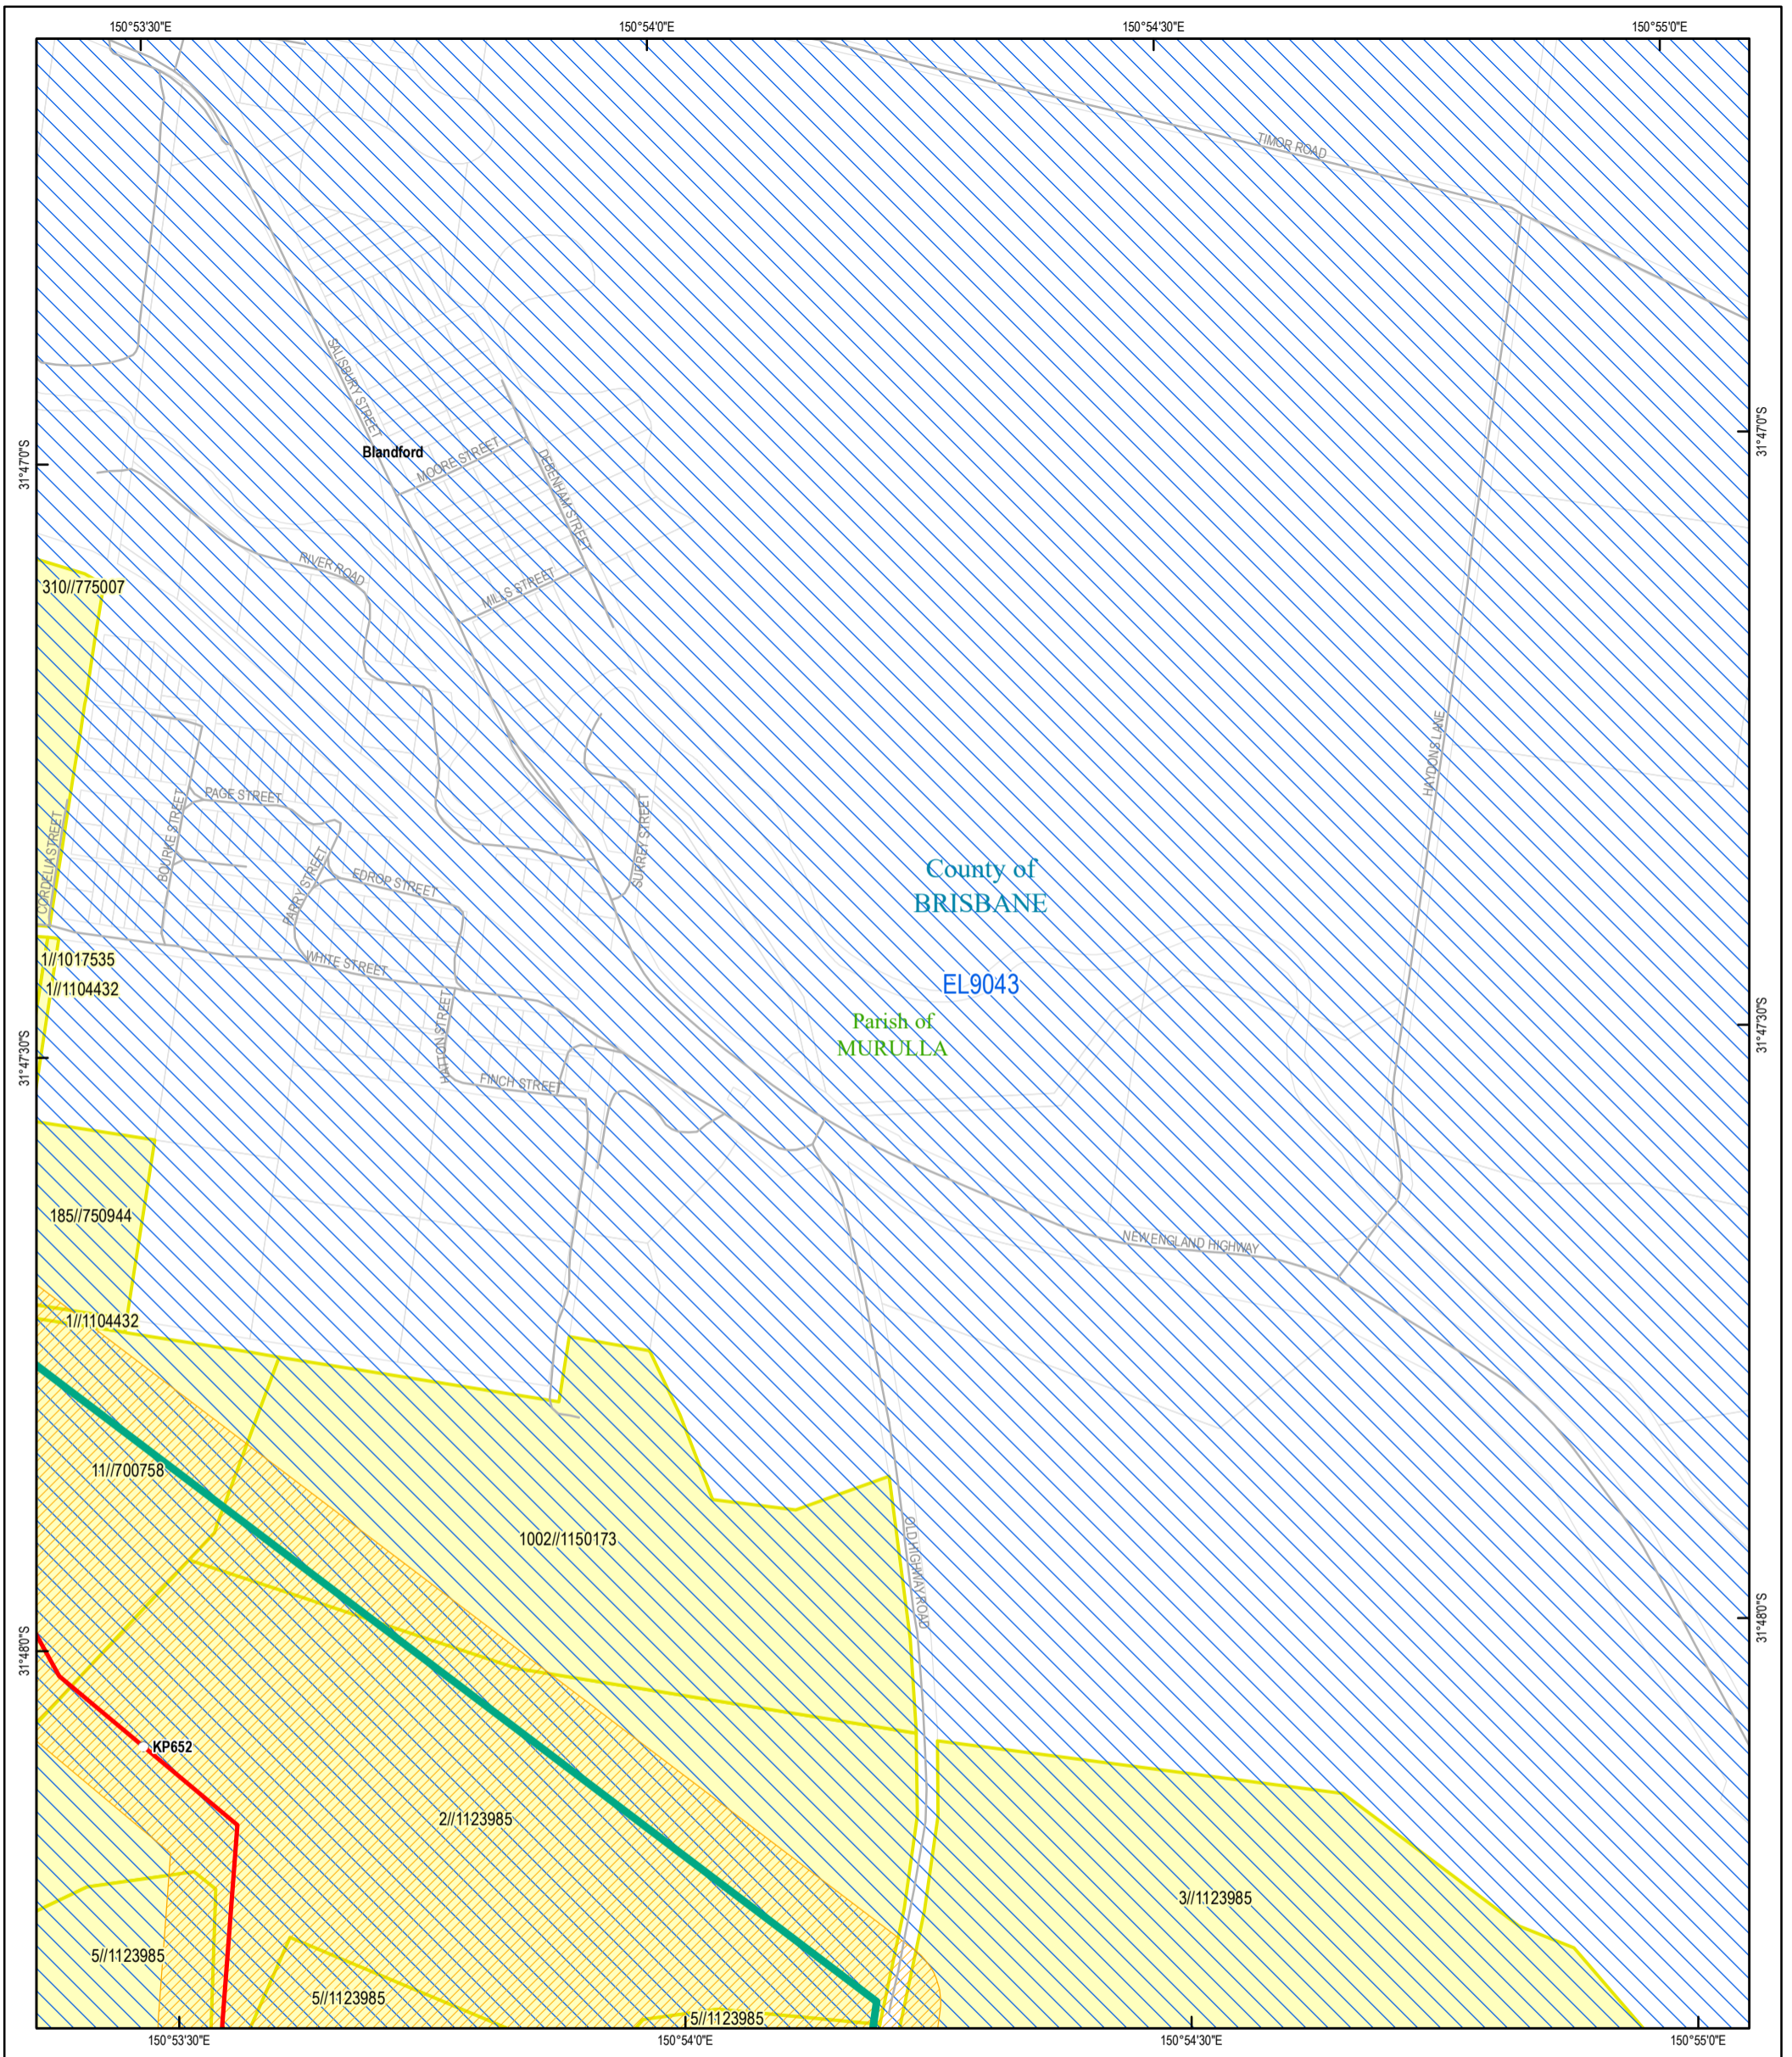 150°53'30"E
150°54'0"E
150°54'30"E
150°55'0"E
TIMOR ROAD
SALISBURY STREET
31°47'0"S
31°47'0"S
Blandford
MOORE STREET
DEBENHAM STREET
RIVER ROAD
MILLS STREET
310//775007
HAYDONS LANE
PAGE STREET
BOURKE STREET
CORDELIA STREET
PARRY STREET
EDROP STREET
SURREY STREET
County of
BRISBANE
1//1017535
1//1104432
WHITE STREET
EL9043
Parish of
MURULLA
HATTON STREET
31°47'30"S
31°47'30"S
FINCH STREET
185//750944
NEW ENGLAND HIGHWAY
1//1104432
11//700758
1002//1150173
OLD HIGHWAY ROAD
31°48'0"S
31°48'0"S
KP652
2//1123985
3//1123985
5//1123985
5//1123985
5//1123985
150°53'30"E
150°54'0"E
150°54'30"E
150°55'0"E